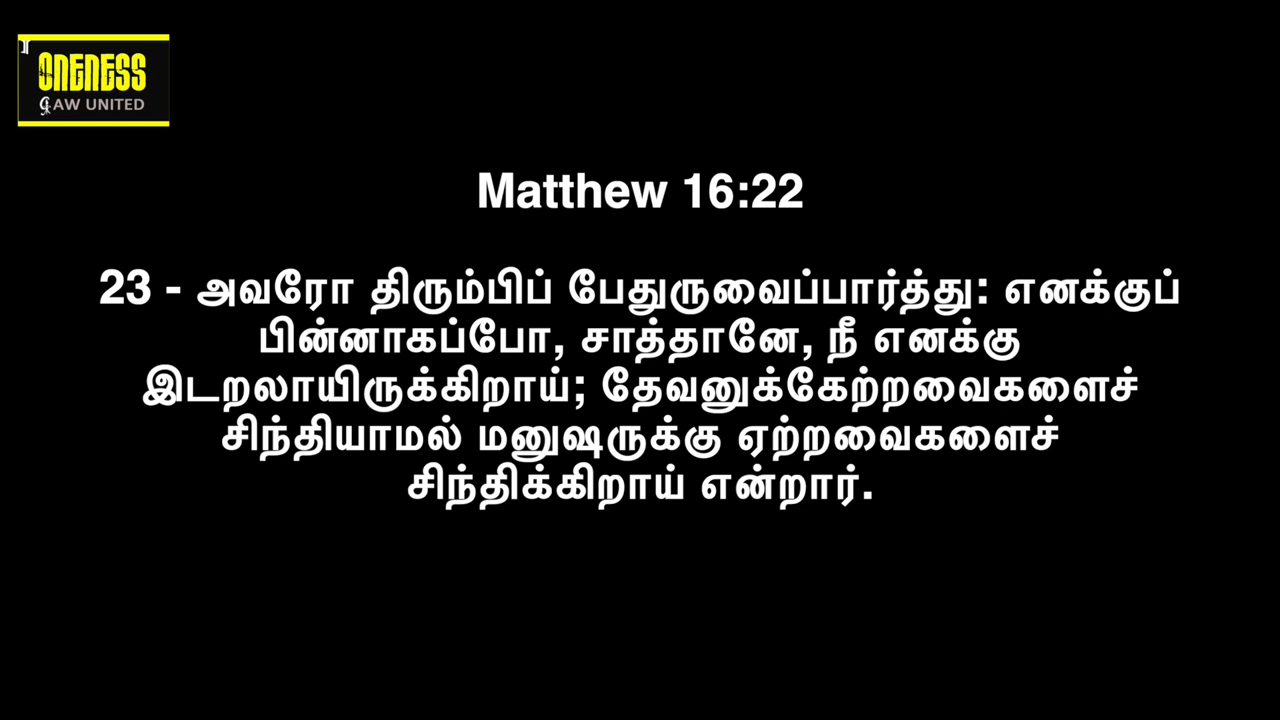 ONENESS
AW UNITED
Matthew 16:22
23 - அவரோ திரும்பிப் பேதுருவைப்பார்த்து: எனக்குப்
பின்னாகப்போ, சாத்தானே, நீ எனக்கு
இடறலாயிருக்கிறாய்; தேவனுக்கேற்றவைகளைச்
சிந்தியாமல் மனுஷருக்கு ஏற்றவைகளைச்
சிந்திக்கிறாய் என்றார்.